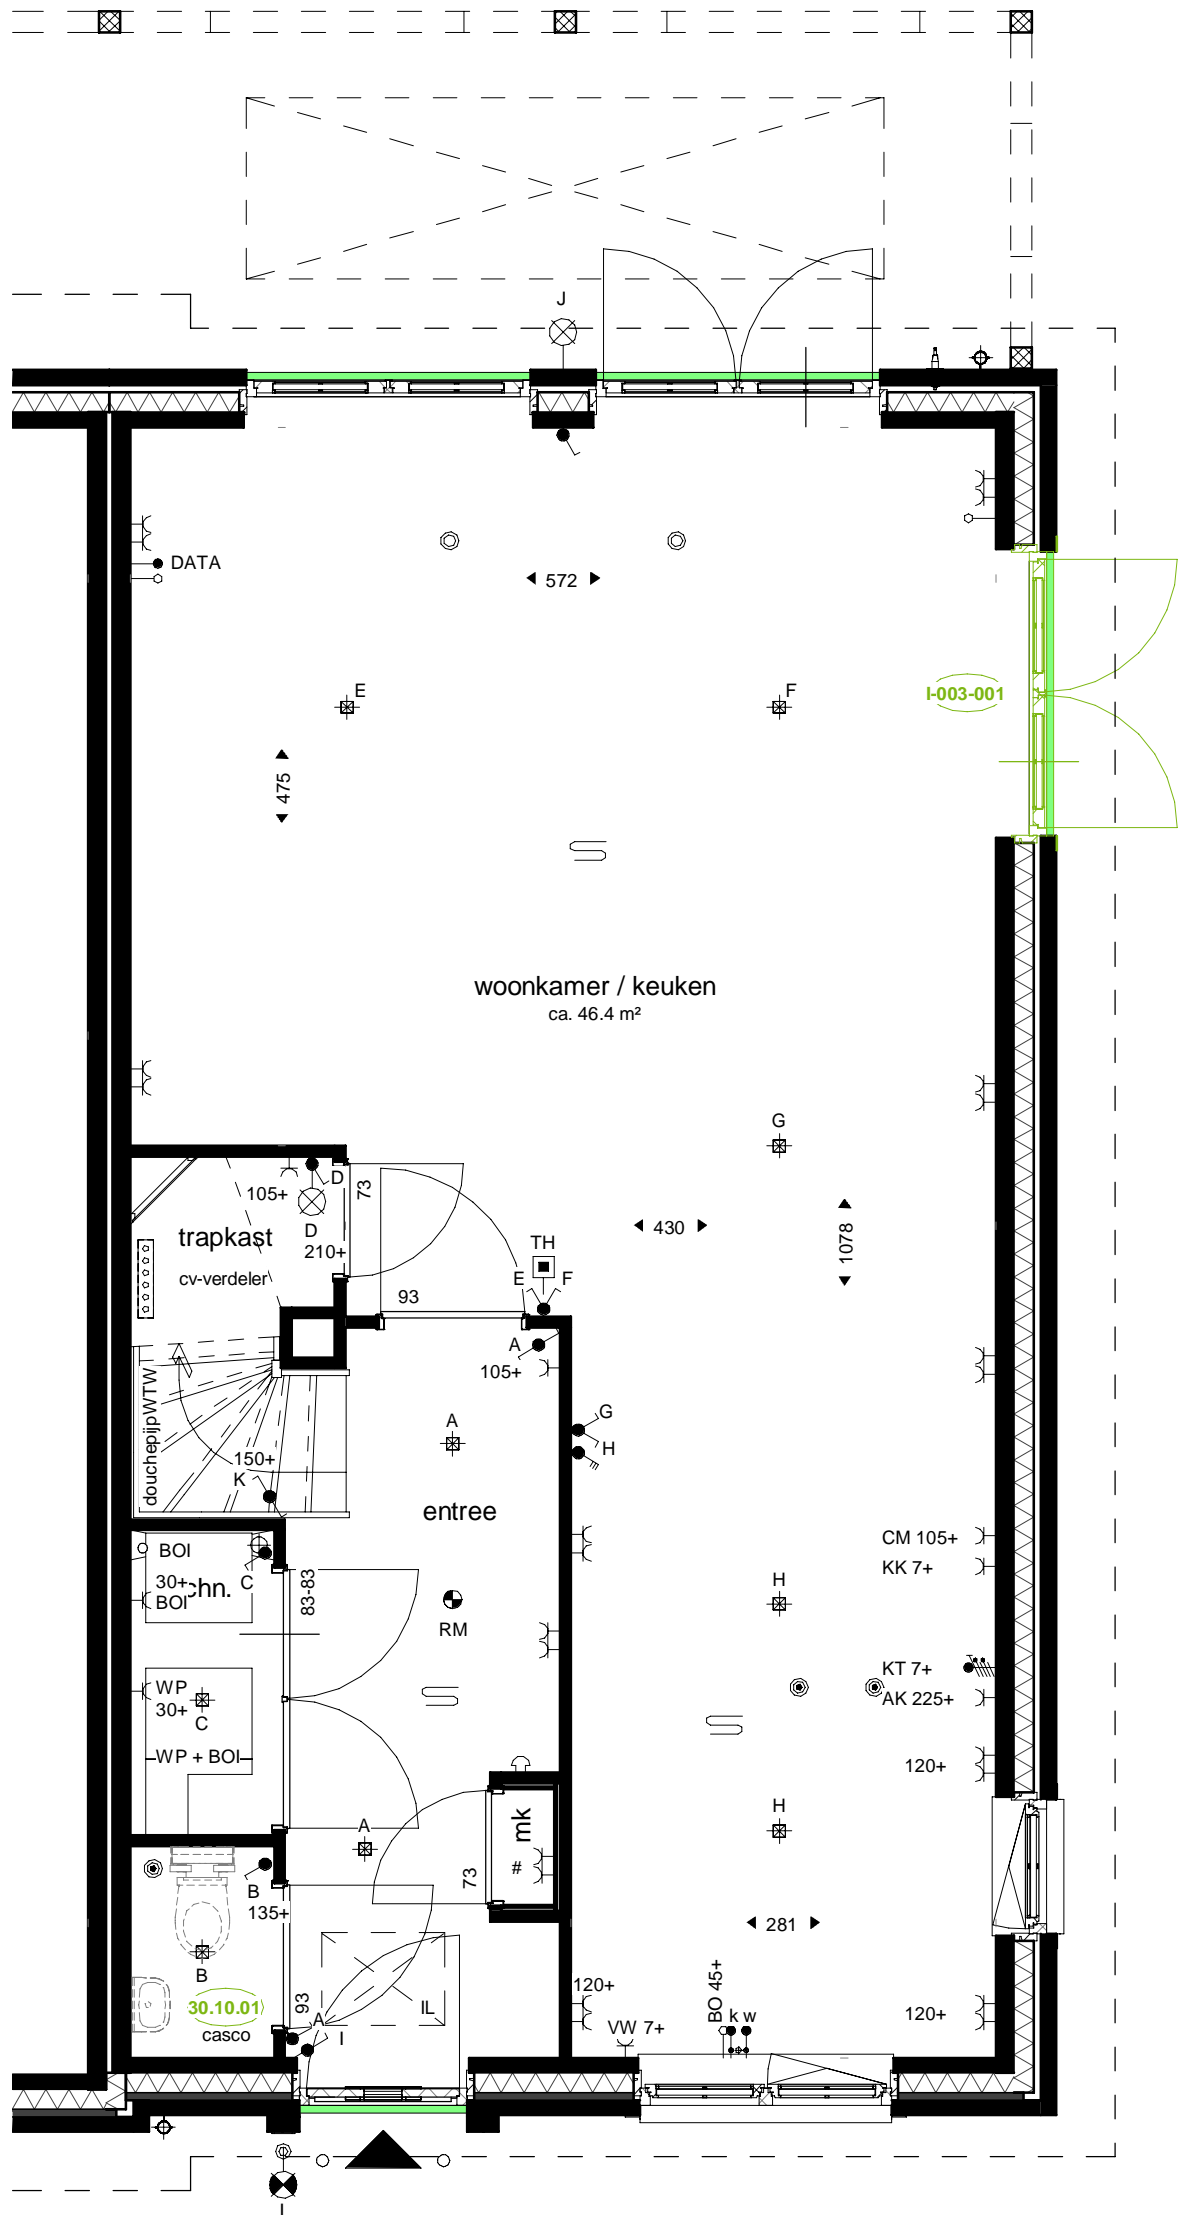 J
DATA
572
E
F
I-003-001
475
woonkamer / keuken
ca. 46.4 m²
G
105+
D
73
trapkast
D
210+
430
1078
TH
cv-verdeler
E
F
93
A
105+
douchepijpWTW
A
G
H
150+
K
entree
CM 105+
BOI
KK 7+
30+
chn.
C
83-83
BOI
H
RM
KT 7+
WP
AK 225+
30+
C
WP + BOI
120+
mk
H
A
#
73
B
135+
281
B
120+
BO 45+
93
30.10.01
IL
120+
casco
A
I
VW 7+
k w